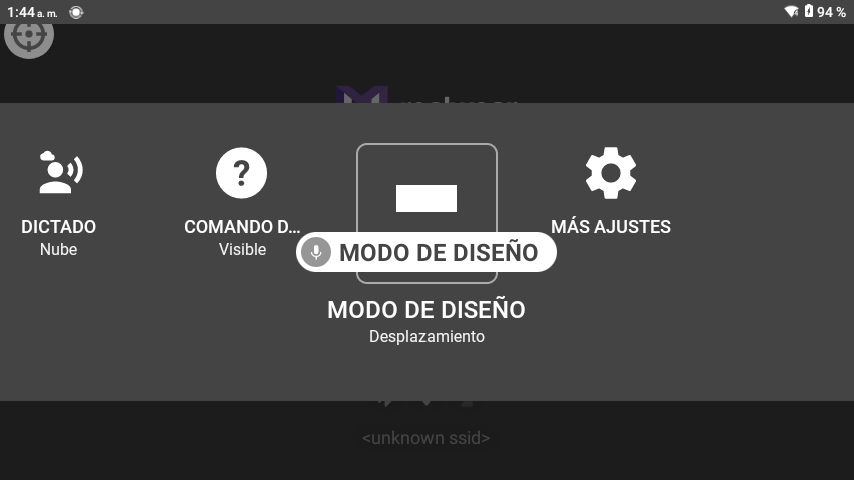 1:44 a. m.
94 %
DICTADO
Nube
COMANDO D...
Visible
MODO DE DISEÑO
MÁS AJUSTES
MODO DE DISEÑO
Desplazamiento
<unknown ssid>